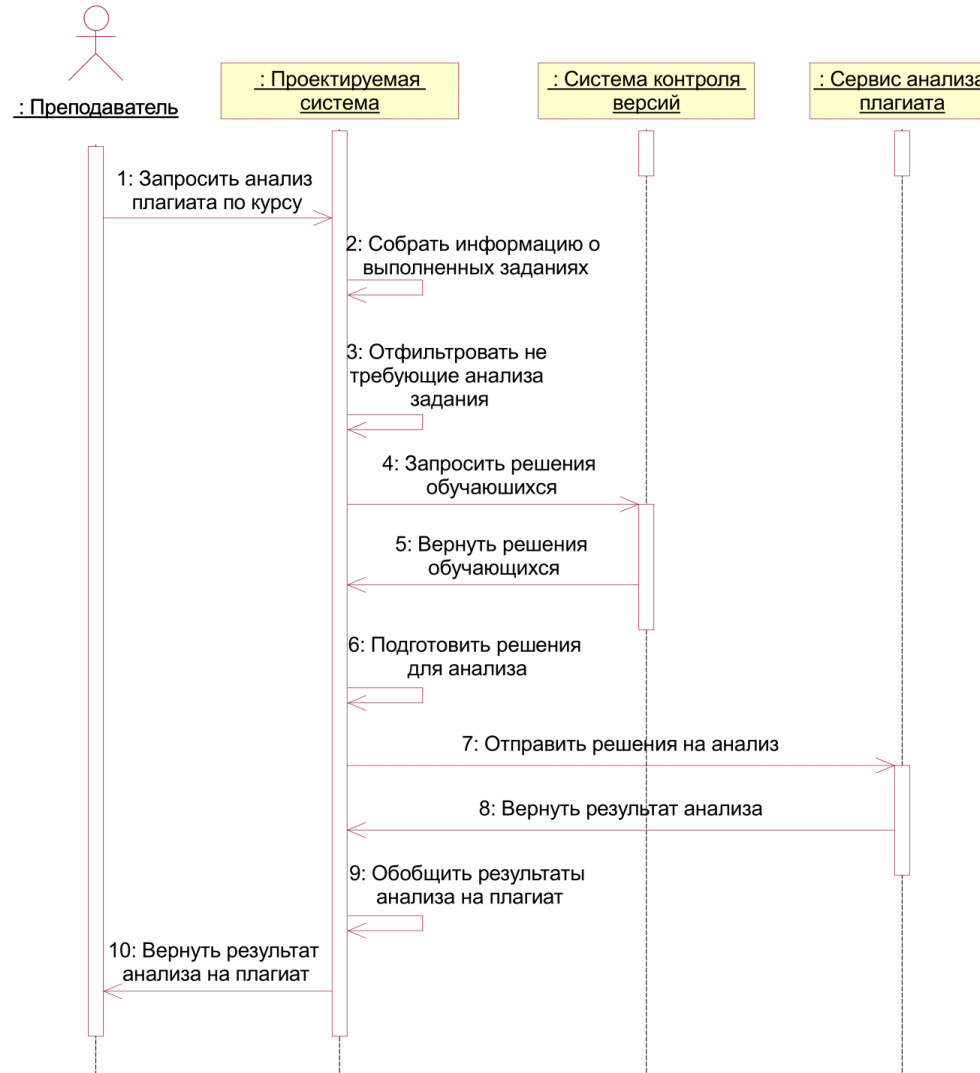 : Преподаватель
: Проектируемая
система
: Система контроля
версий
: Сервис анализа
плагиата
1: Запросить анализ
плагиата по курсу
2: Собрать информацию о
выполненных заданиях
3: Отфильтровать не
требующие анализа
задания
4: Запросить решения
обучаюшихся
5: Вернуть решения
обучающихся
6: Подготовить решения
для анализа
7: Отправить решения на анализ
8: Вернуть результат анализа
9: Обобщить результаты
анализа на плагиат
10: Вернуть результат
анализа на плагиат